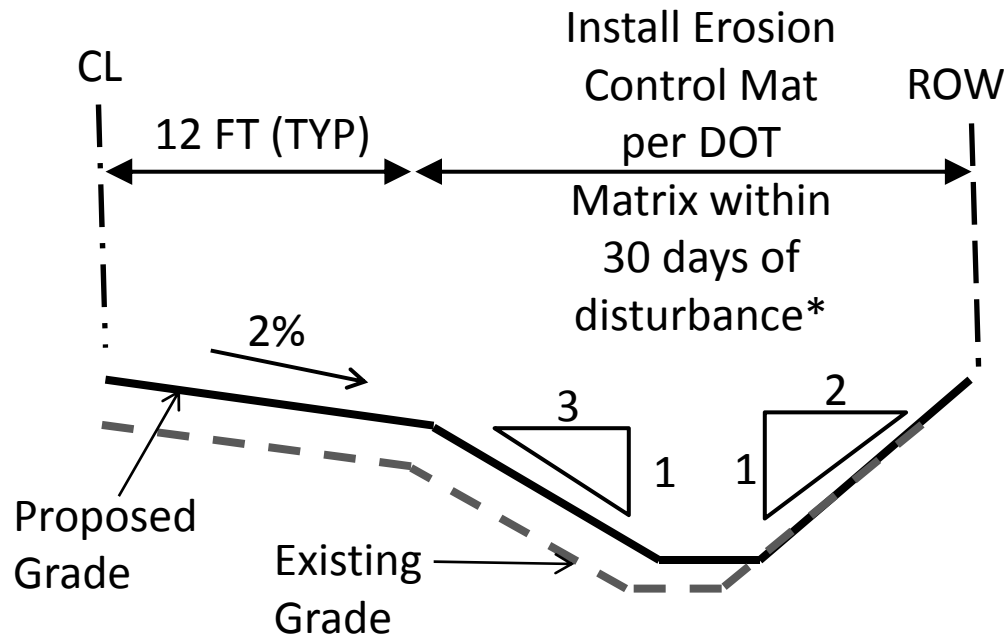 CL
12 FT (TYP)
Install Erosion
Control Mat
per DOT
Matrix within
30 days of
disturbance*
ROW
2%
3
1
2
1
Proposed
Grade
Existing
Grade